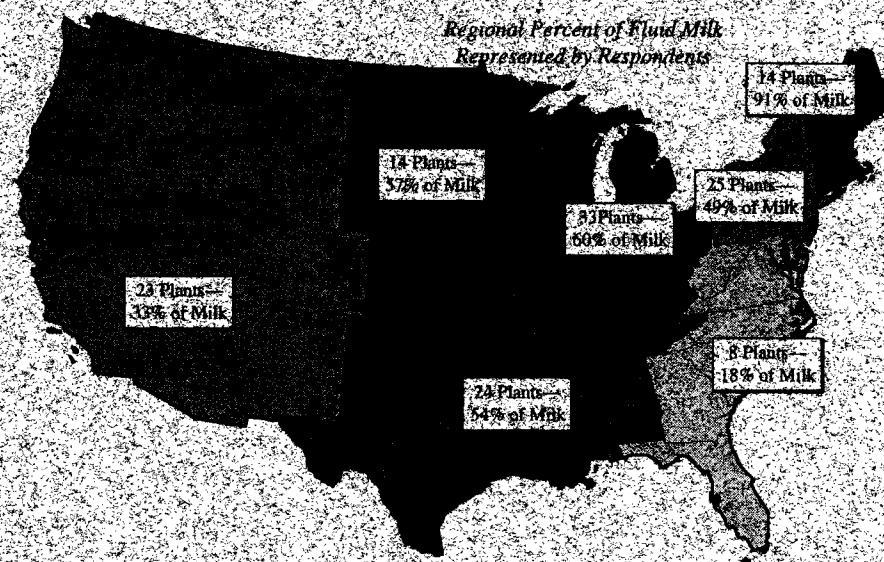 Regional Percent of Fluid Milk
Represented by Respondents
14 Plants—
91% of Milk
14 Plants—
57% of Milk
25 Plants—
49% of Milk
33Plants—
60% of Milk
23 Plants—
33% of Milk
8 Plants—
18% of Milk
24 Plants—
54% of Milk